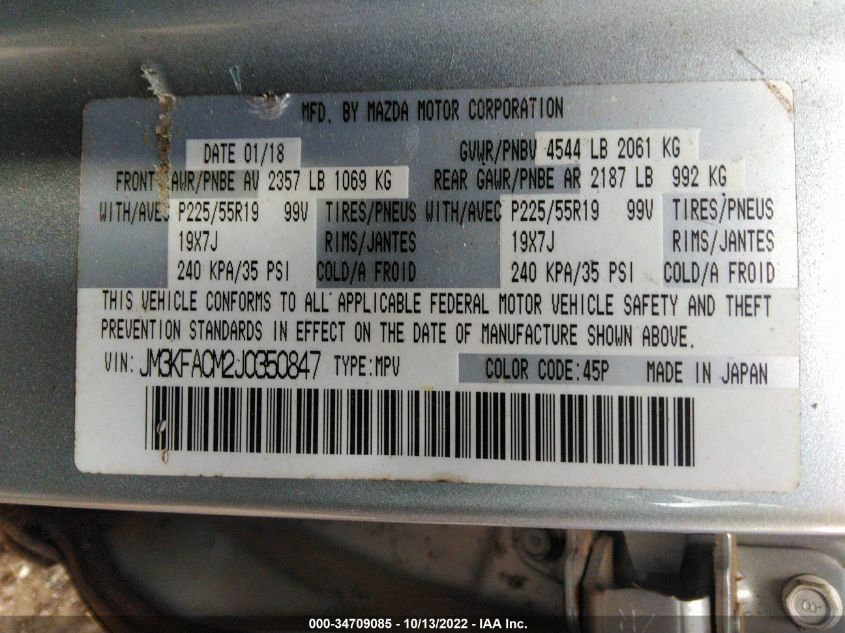 MFD. BY MAZDA MOTOR CORPORATION
DATE 01/18 GVWR/PNBV 4544 LB 2061 KG
FRONT GAWR/PNBE AV 2357 LB 1069 KG REAR GAWR/PNBE AR 2187 LB 992 KG
WITH/AVEC P225/55R19 99V TIRES/PNEUS WITH/AVEC P225/55R19 99V TIRES/PNEUS
19X7J RIMS/JANTES 19X7J RIMS/JANTES
240 KPA/35 PSI COLD/A FROID 240 KPA/35 PSI COLD/A FROID
THIS VEHICLE CONFORMS TO ALL APPLICABLE FEDERAL MOTOR VEHICLE SAFETY AND THEFT
PREVENTION STANDARDS IN EFFECT ON THE DATE OF MANUFACTURE SHOWN ABOVE.
VIN: JM3KFACM2J0350847 TYPE:MPV COLOR CODE:45P MADE IN JAPAN
000-34709085 - 10/13/2022 - IAA Inc.